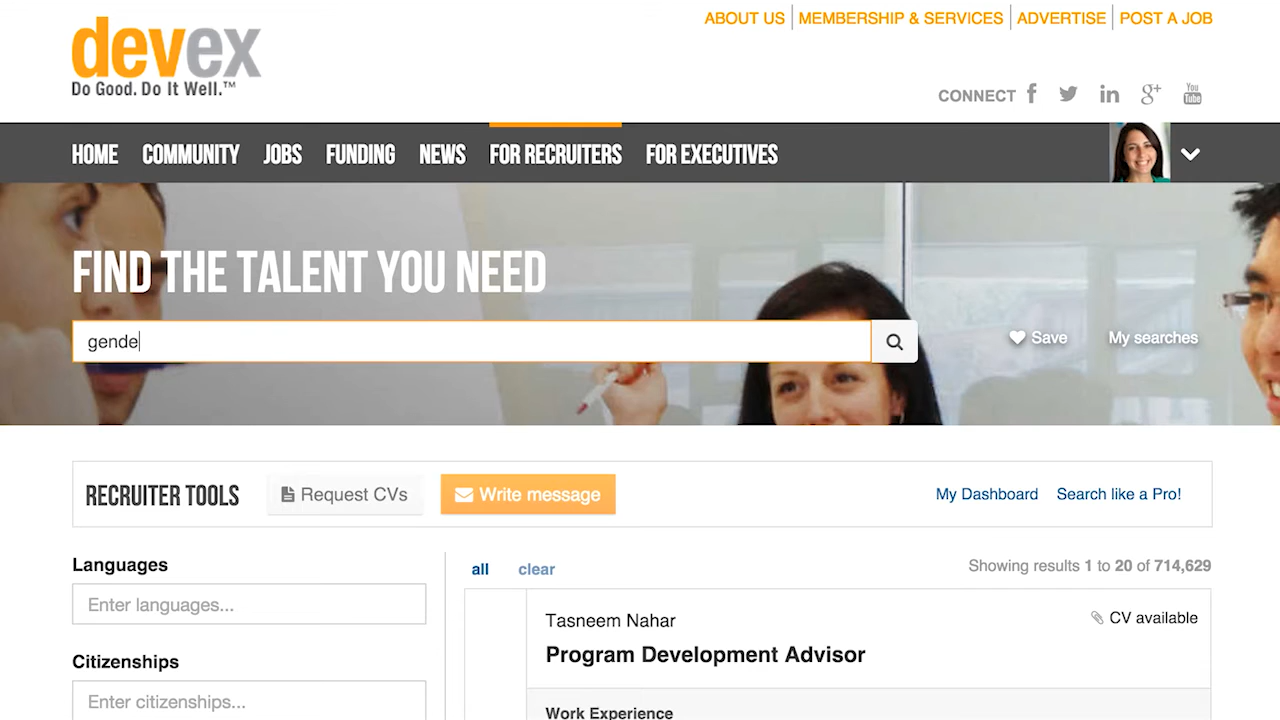 ABOUT US MEMBERSHIP & SERVICES ADVERTISE POST A JOB
devex
Do Good. Do It Well.™
CONNECT f in g+ You Tube
HOME COMMUNITY JOBS FUNDING NEWS FOR RECRUITERS FOR EXECUTIVES
FIND THE TALENT YOU NEED
gende
Save My searches
RECRUITER TOOLS Request CVs Write message My Dashboard Search like a Pro!
Languages
all clear Showing results 1 to 20 of 714,629
Enter languages...
Tasneem Nahar CV available
Program Development Advisor
Citizenships
Enter citizenships...
Work Experience